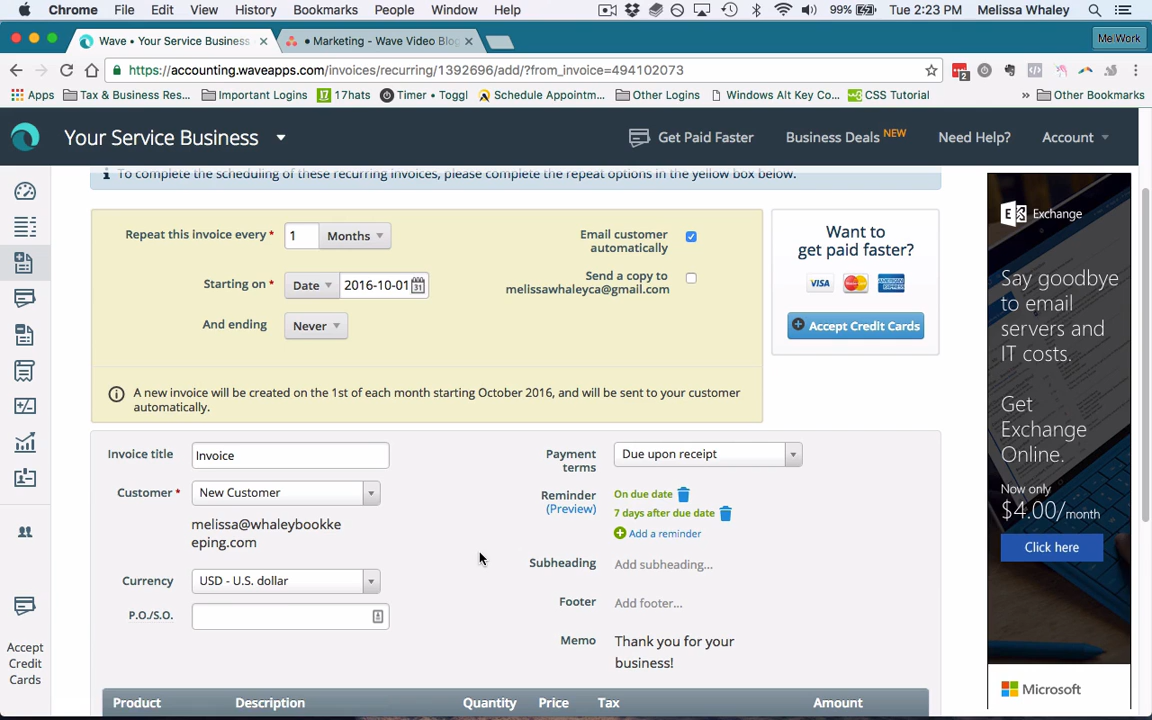 Chrome File Edit View History Bookmarks People Window Help 99% Tue 2:23 PM Melissa Whaley
Wave • Your Service Business × • Marketing - Wave Video Blog × Me Work
https://accounting.waveapps.com/invoices/recurring/1392696/add/?from_invoice=494102073 2
Apps Tax & Business Res... Important Logins 17 17hats Timer • Toggl Schedule Appointm... Other Logins Windows Alt Key Co... CSS Tutorial » Other Bookmarks
Your Service Business Get Paid Faster Business Deals NEW Need Help? Account
To complete the scheduling of these recurring invoices, please complete the repeat options in the yellow box below.
Repeat this invoice every * 1 Months
Email customer
automatically
Starting on * Date 2016-10-01 31
Send a copy to
melissawhaleyca@gmail.com
And ending Never
A new invoice will be created on the 1st of each month starting October 2016, and will be sent to your customer
automatically.
Want to
get paid faster?
VISA MasterCard
Accept Credit Cards
Invoice title Invoice
Customer * New Customer
melissa@whaleybookke
eping.com
Currency USD - U.S. dollar
P.O./S.O.
Payment
terms
Due upon receipt
Reminder
(Preview)
On due date
7 days after due date
Add a reminder
Subheading Add subheading...
Footer Add footer...
Memo Thank you for your
business!
Product Description Quantity Price Tax Amount
Accept
Credit
Cards
Exchange
Say goodbye
to email
servers and
IT costs.
Get
Exchange
Online.
Now only
$4.00/month
Click here
Microsoft